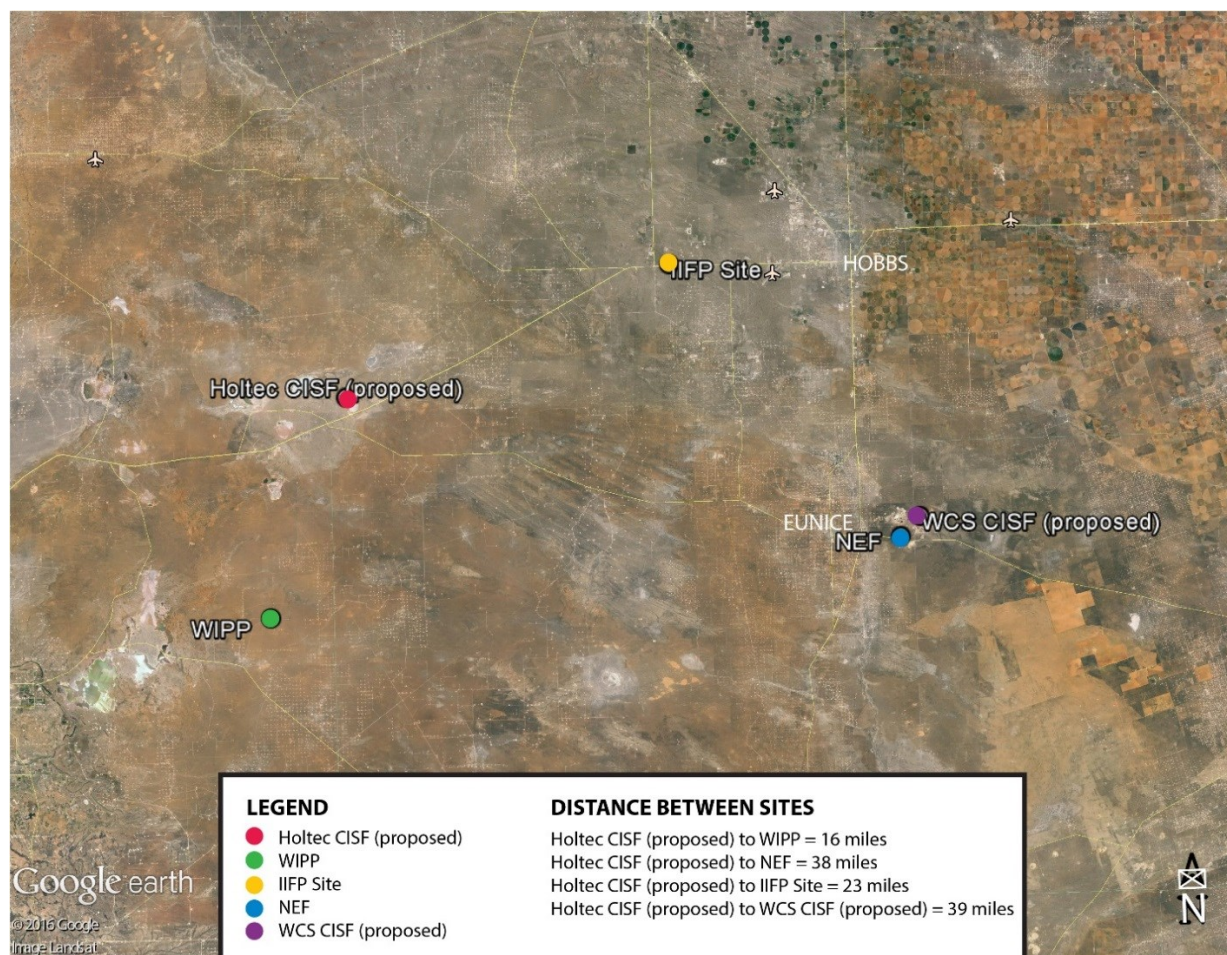 HOBBS
IIFP Site
Holtec CISF (proposed)
EUNICE
WCS CISF (proposed)
NEF
WIPP
LEGEND
Holtec CISF (proposed)
WIPP
IIFP Site
NEF
WCS CISF (proposed)
DISTANCE BETWEEN SITES
Holtec CISF (proposed) to WIPP = 16 miles
Holtec CISF (proposed) to NEF = 38 miles
Holtec CISF (proposed) to IIFP Site = 23 miles
Holtec CISF (proposed) to WCS CISF (proposed) = 39 miles
Google earth
© 2016 Google
Image Landsat
N